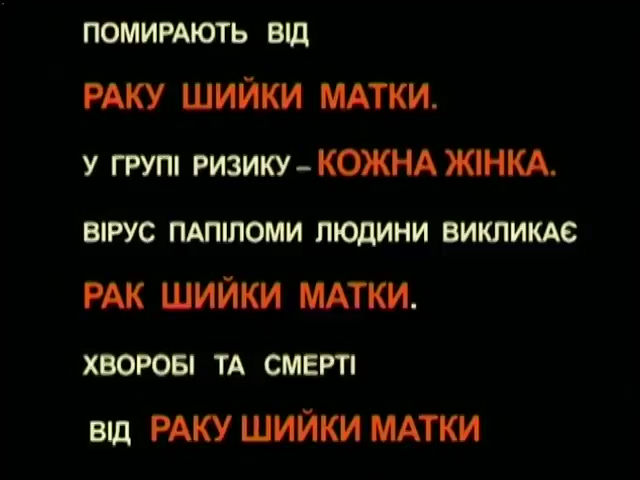 ПОМИРАЮТЬ ВІД
РАКУ ШИЙКИ МАТКИ.
У ГРУПІ РИЗИКУ – КОЖНА ЖІНКА.
ВІРУС ПАПІЛОМИ ЛЮДИНИ ВИКЛИКАЄ
РАК ШИЙКИ МАТКИ.
ХВОРОБІ ТА СМЕРТІ
ВІД РАКУ ШИЙКИ МАТКИ